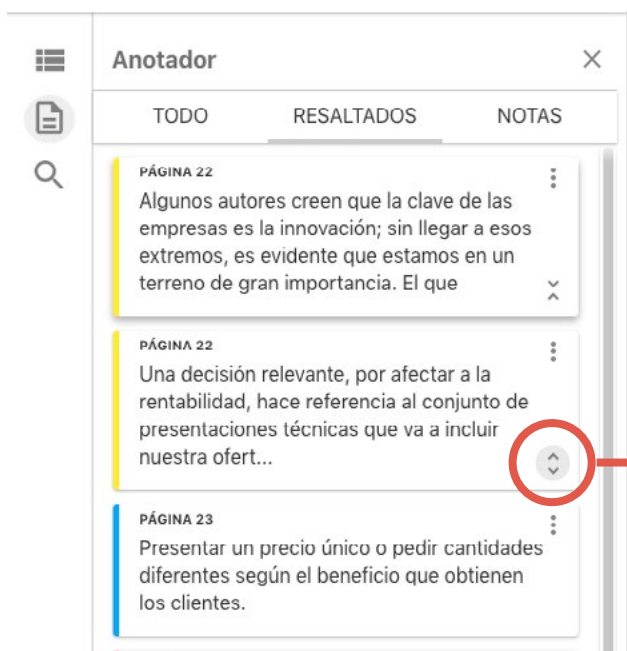 Anotador
TODO RESALTADOS NOTAS
PÁGINA 22
Algunos autores creen que la clave de las
empresas es la innovación; sin llegar a esos
extremos, es evidente que estamos en un
terreno de gran importancia. El que
PÁGINA 22
Una decisión relevante, por afectar a la
rentabilidad, hace referencia al conjunto de
presentaciones técnicas que va a incluir
nuestra ofert...
PÁGINA 23
Presentar un precio único o pedir cantidades
diferentes según el beneficio que obtienen
los clientes.